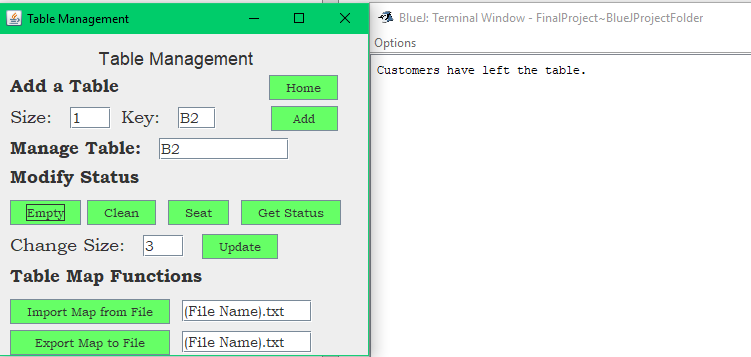 Table Management
Table Management
Add a Table
Home
Size: 1 Key: B2 Add
Manage Table: B2
Modify Status
Empty Clean Seat Get Status
Change Size: 3 Update
Table Map Functions
Import Map from File (File Name).txt
Export Map to File (File Name).txt
BlueJ: Terminal Window - FinalProject~BlueJProjectFolder
Options
Customers have left the table.